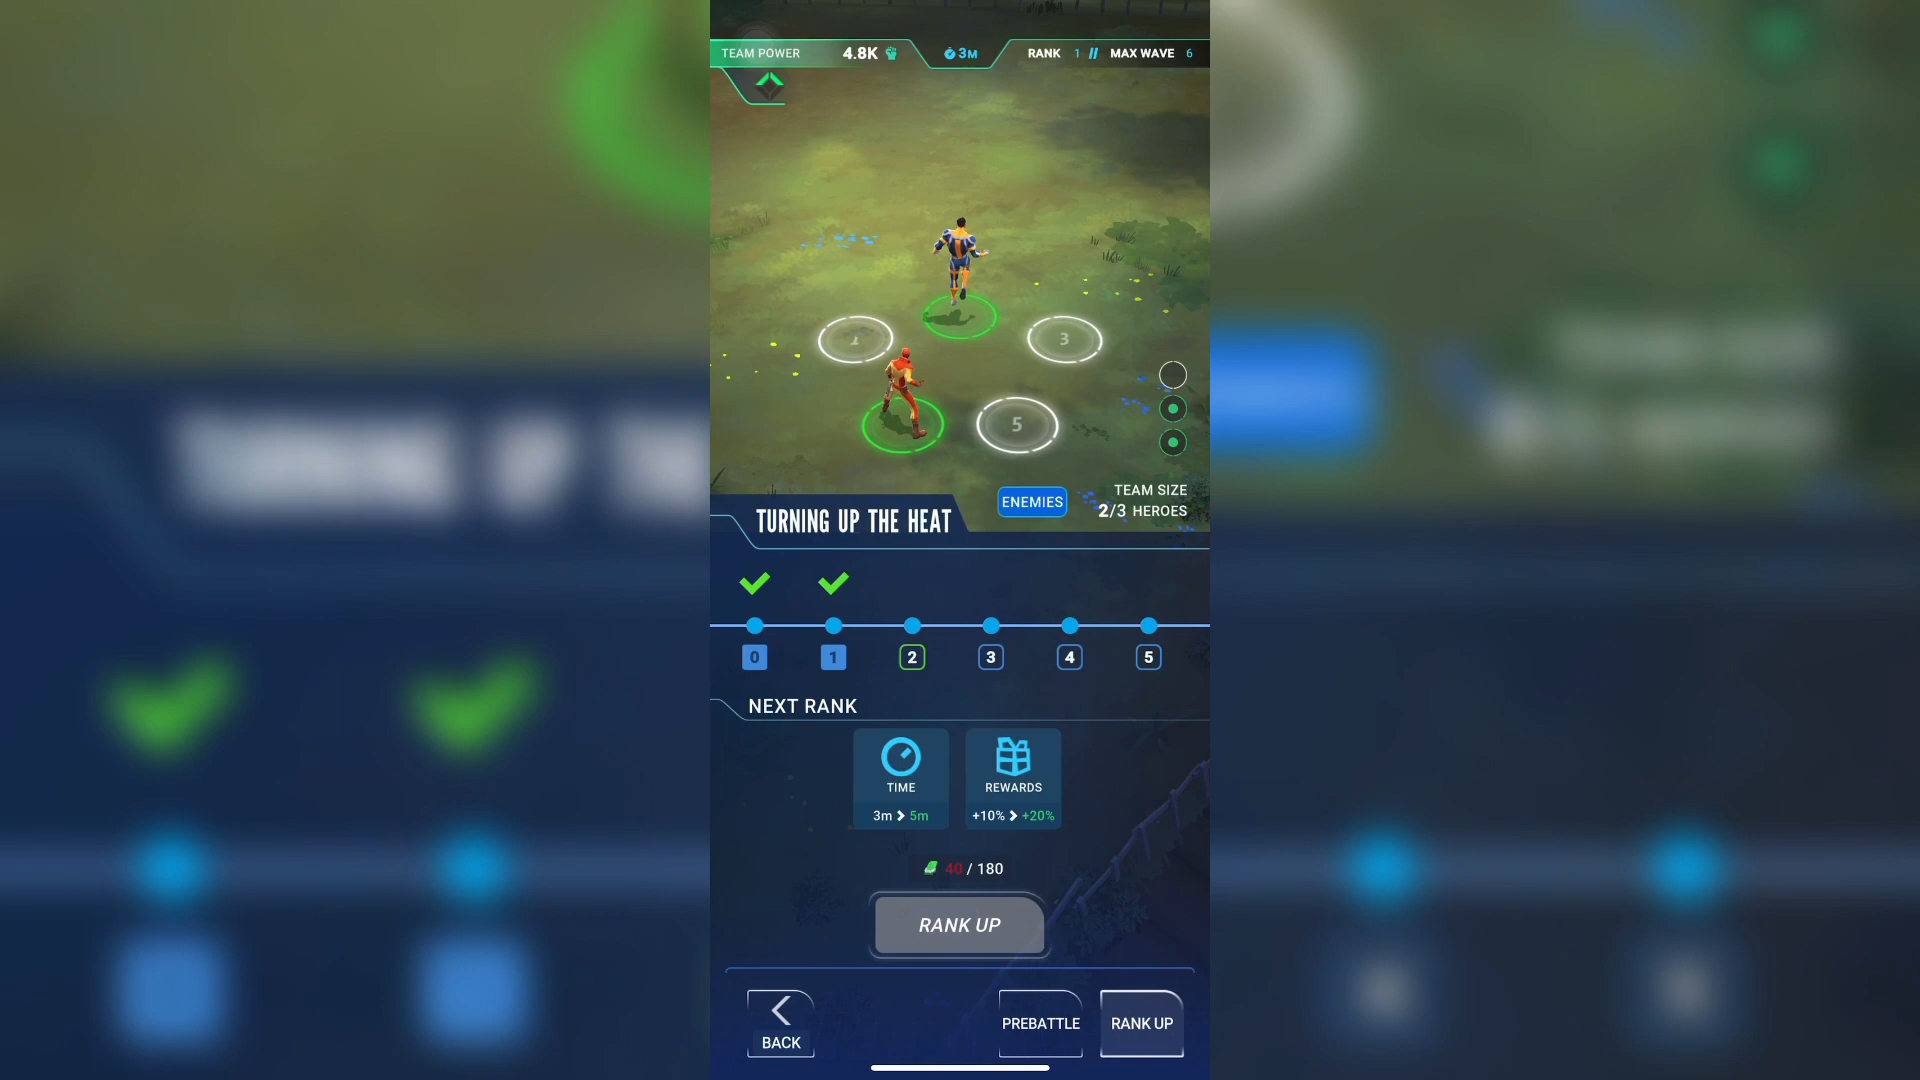 TEAM POWER 4.8K 3M RANK 1 // MAX WAVE 6
3
5
ENEMIES
TEAM SIZE
2/3 HEROES
TURNING UP THE HEAT
0 1 2 3 4 5
NEXT RANK
TIME
3m 5m
REWARDS
+10% +20%
40 / 180
RANK UP
BACK
PREBATTLE
RANK UP